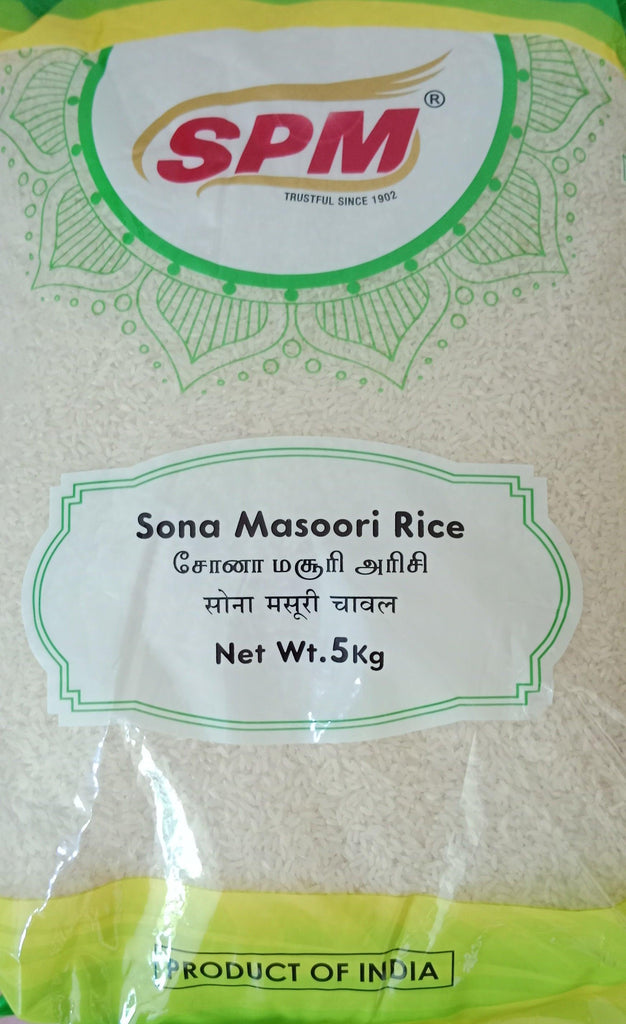 SPM®
TRUSTFUL SINCE 1902
Sona Masoori Rice
சோனா மசூரி அரிசி
सोना मसूरी चावल
Net Wt.5Kg
PRODUCT OF INDIA